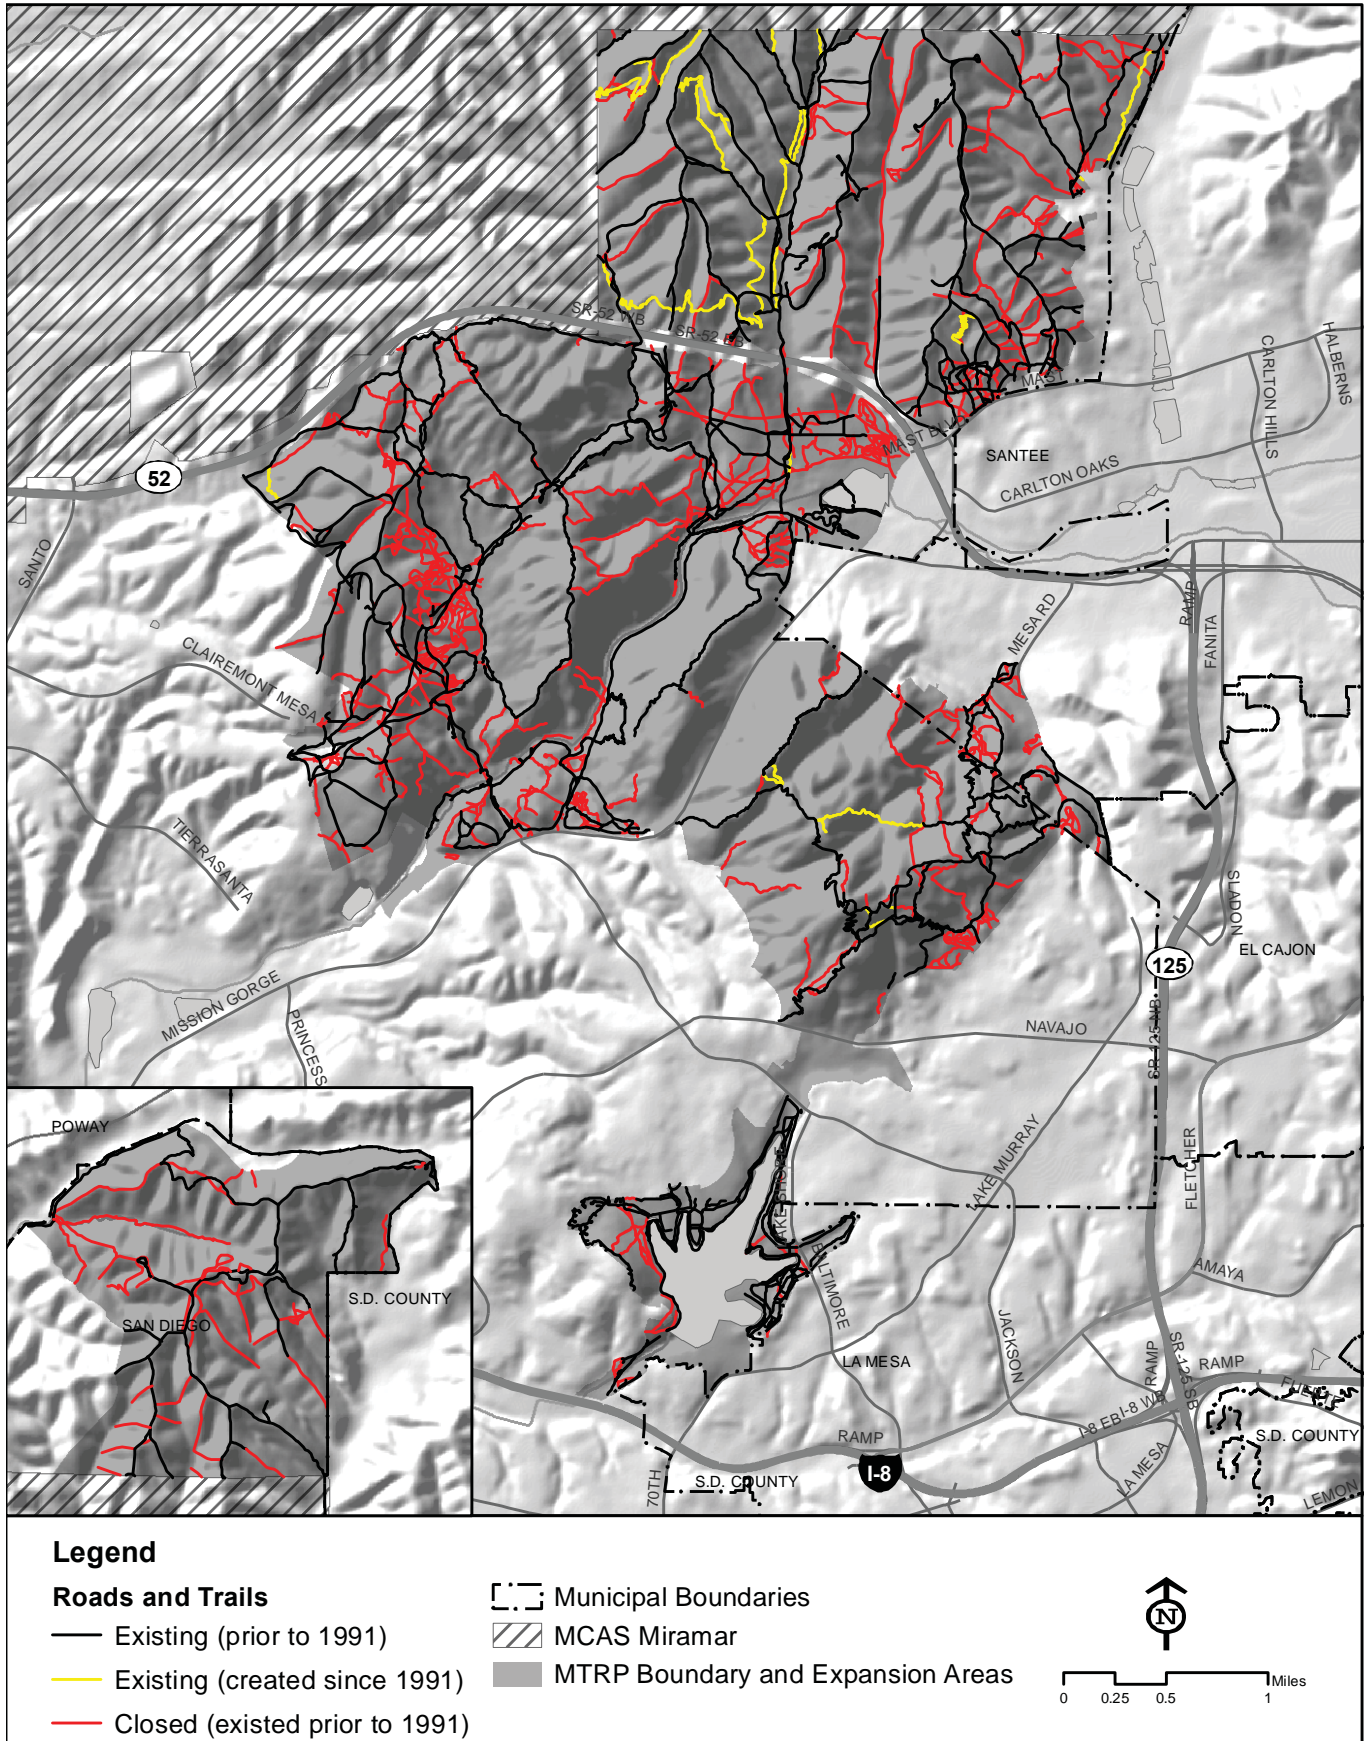 SR-52 WB
SR-52 EB
HALBERNS
CARLTON HILLS
MAST
MAST BLVD
SANTEE
CARLTON OAKS
52
SANTO
CLAIREMONT MESA
MESA RD
RAMP
FANITA
TIERRASANTA
SLADON
EL CAJON
125
MISSION GORGE
PRINCESS
NAVAJO
SR-125 NB
POWAY
LAKE MURRAY
FLETCHER
LAKE SHORE
BALTIMORE
AMAYA
S.D. COUNTY
SAN DIEGO
JACKSON
LA MESA
RAMP
SR-125 SB
RAMP
FUERTE
I-8 EB
I-8 WB
RAMP
S.D. COUNTY
I-8
LA MESA
70TH
S.D. COUNTY
LEMON
Legend
Roads and Trails
Existing (prior to 1991)
Existing (created since 1991)
Closed (existed prior to 1991)
Municipal Boundaries
MCAS Miramar
MTRP Boundary and Expansion Areas
N
Miles
0 0.25 0.5 1